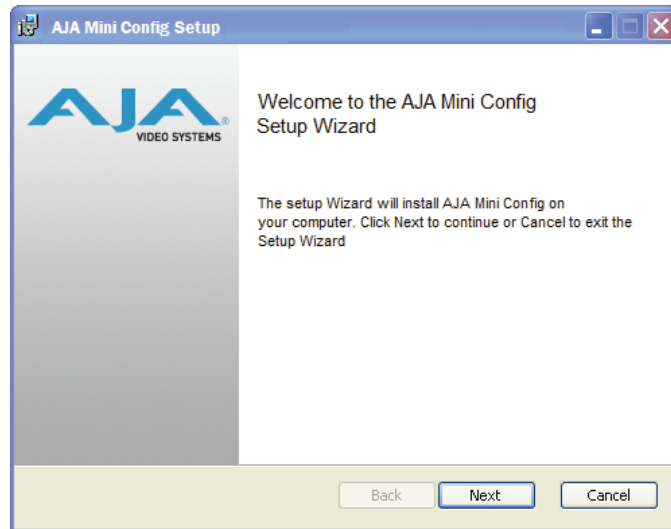 AJA Mini Config Setup
AJA®
VIDEO SYSTEMS
Welcome to the AJA Mini Config
Setup Wizard
The setup Wizard will install AJA Mini Config on
your computer. Click Next to continue or Cancel to exit the
Setup Wizard
Back
Next
Cancel